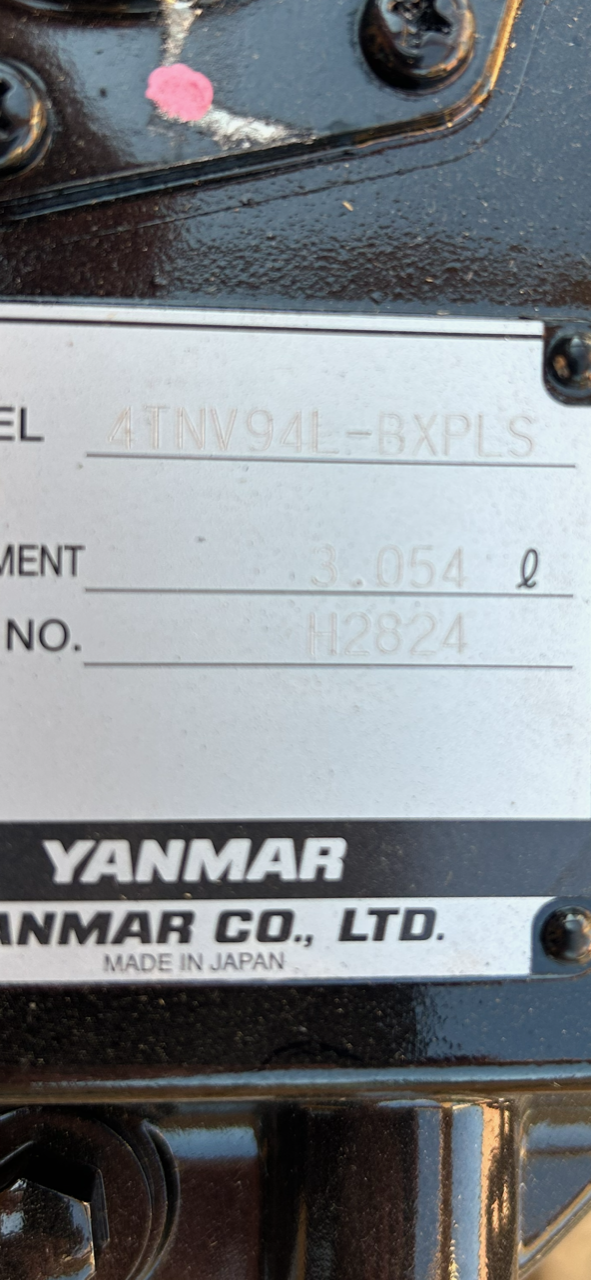 EL 4TNV94L-BXPLS
MENT 3.054 ℓ
NO. H2824
YANMAR
ANMAR CO., LTD.
MADE IN JAPAN